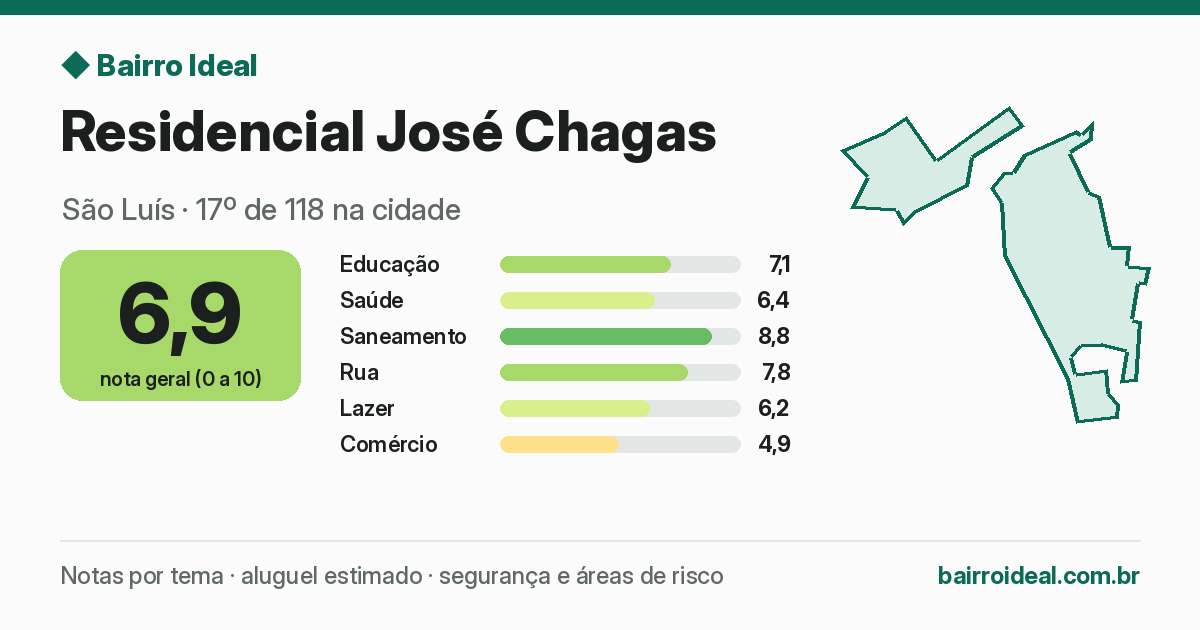 Bairro Ideal
Residencial José Chagas
São Luís · 17º de 118 na cidade
6,9
nota geral (0 a 10)
Educação 7,1
Saúde 6,4
Saneamento 8,8
Rua 7,8
Lazer 6,2
Comércio 4,9
Notas por tema · aluguel estimado · segurança e áreas de risco
bairroideal.com.br